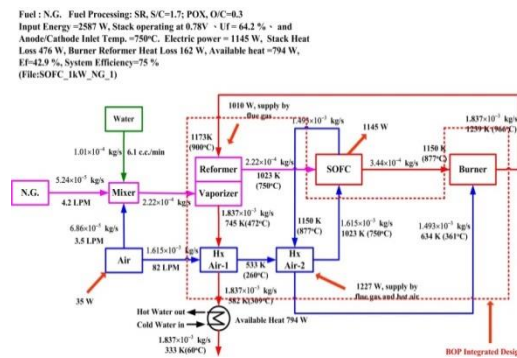 Fuel : N.G. Fuel Processing: SR, S/C=1.7; POX, O/C=0.3
Input Energy =2587 W, Stack operating at 0.78V 、Uf = 64.2 %、and
Anode/Cathode Inlet Temp. =750°C. Electric power = 1145 W, Stack Heat
Loss 476 W, Burner Reformer Heat Loss 162 W, Available heat =794 W,
Ef=42.9 %, System Efficiency=75 %
(File:SOFC_1kW_NG_1)
Water
1010 W, supply by
flue gas
1.495×10⁻³ kg/s
1145 W
1.837×10⁻³ kg/s
1239 K (966°C)
1.01×10⁻⁴ kg/s
6.1 c.c./min
1173K
(900°C)
1150 K
(877°C)
5.24×10⁻⁵ kg/s
N.G.
4.2 LPM
Mixer
2.22×10⁻⁴ kg/s
Reformer
Vaporizer
2.22×10⁻⁴ kg/s
1023 K
(750°C)
SOFC
3.44×10⁻⁴ kg/s
Burner
6.86×10⁻⁵ kg/s
3.5 LPM
1.837×10⁻³ kg/s
745 K(472°C)
1150 K
(877°C)
1.615×10⁻³ kg/s
1023 K (750°C)
1.493×10⁻³ kg/s
634 K (361°C)
Air
1.615×10⁻³ kg/s
82 LPM
Hx
Air-1
533 K
(260°C)
Hx
Air-2
35 W
1.837×10⁻³ kg/s
582 K(309°C)
1227 W, supply by
flue gas and hot air
Hot Water out
Cold Water in
Available Heat 794 W
1.837×10⁻³ kg/s
333 K(60°C)
BOP Integrated Design